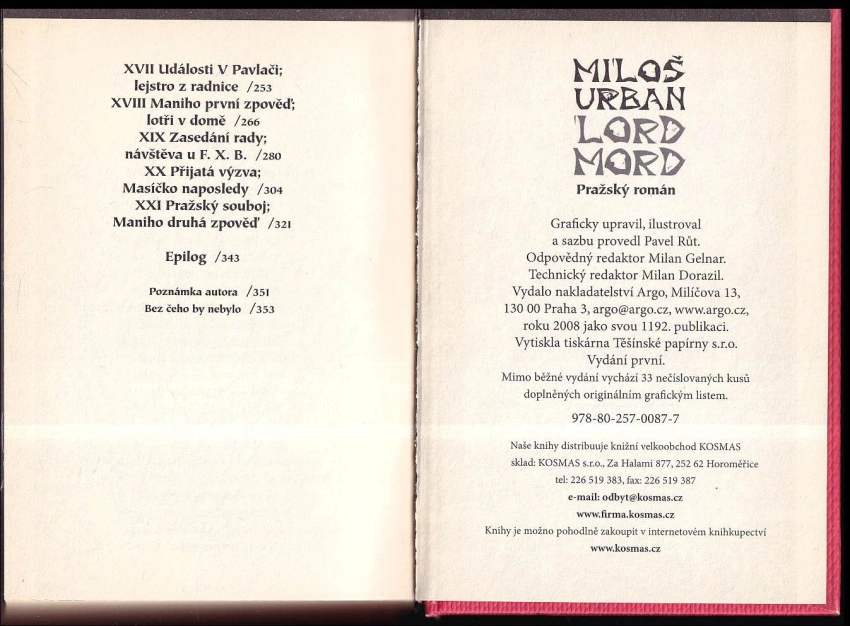 XVII Události V Pavlači;
lejstro z radnice /253
XVIII Maniho první zpověď;
lotři v domě /266
XIX Zasedání rady;
návštěva u F. X. B. /280
XX Přijatá výzva;
Masíčko naposledy /304
XXI Pražský souboj;
Maniho druhá zpověď /321
Epilog /343
Poznámka autora /351
Bez čeho by nebylo /353
MILOŠ
URBAN
LORD
MORD
Pražský román
Graficky upravil, ilustroval
a sazbu provedl Pavel Růt.
Odpovědný redaktor Milan Gelnar.
Technický redaktor Milan Dorazil.
Vydalo nakladatelství Argo, Milíčova 13,
130 00 Praha 3, argo@argo.cz, www.argo.cz,
roku 2008 jako svou 1192. publikaci.
Vytiskla tiskárna Těšínské papírny s.r.o.
Vydání první.
Mimo běžné vydání vychází 33 nečíslovaných kusů
doplněných originálním grafickým listem.
978-80-257-0087-7
Naše knihy distribuuje knižní velkoobchod KOSMAS
sklad: KOSMAS s.r.o., Za Halami 877, 252 62 Horoměřice
tel: 226 519 383, fax: 226 519 387
e-mail: odbyt@kosmas.cz
www.firma.kosmas.cz
Knihy je možno pohodlně zakoupit v internetovém knihkupectví
www.kosmas.cz